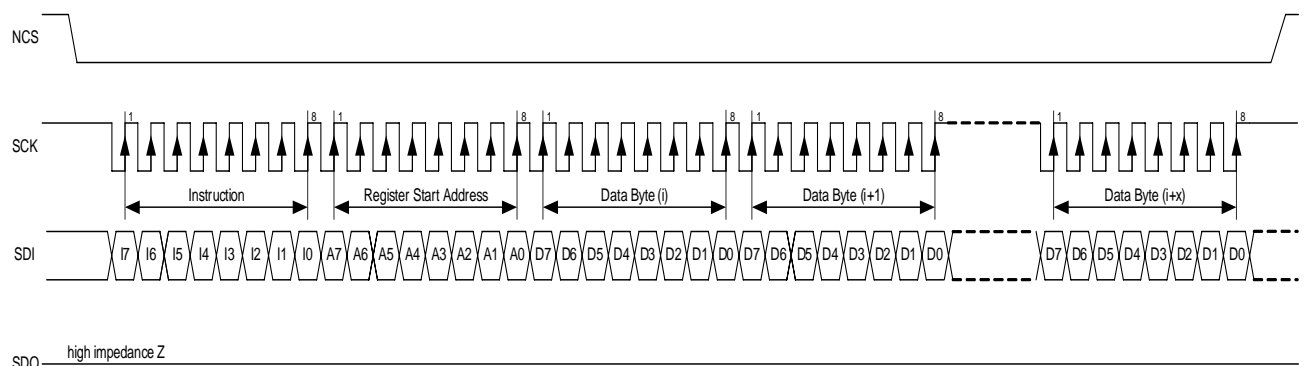 NCS
1 8 1 8 1 8 1 8 1 8
SCK
Instruction Register Start Address Data Byte (i) Data Byte (i+1) Data Byte (i+x)
SDI I7 I6 I5 I4 I3 I2 I1 I0 A7 A6 A5 A4 A3 A2 A1 A0 D7 D6 D5 D4 D3 D2 D1 D0 D7 D6 D5 D4 D3 D2 D1 D0 D7 D6 D5 D4 D3 D2 D1 D0
high impedance Z
SDO